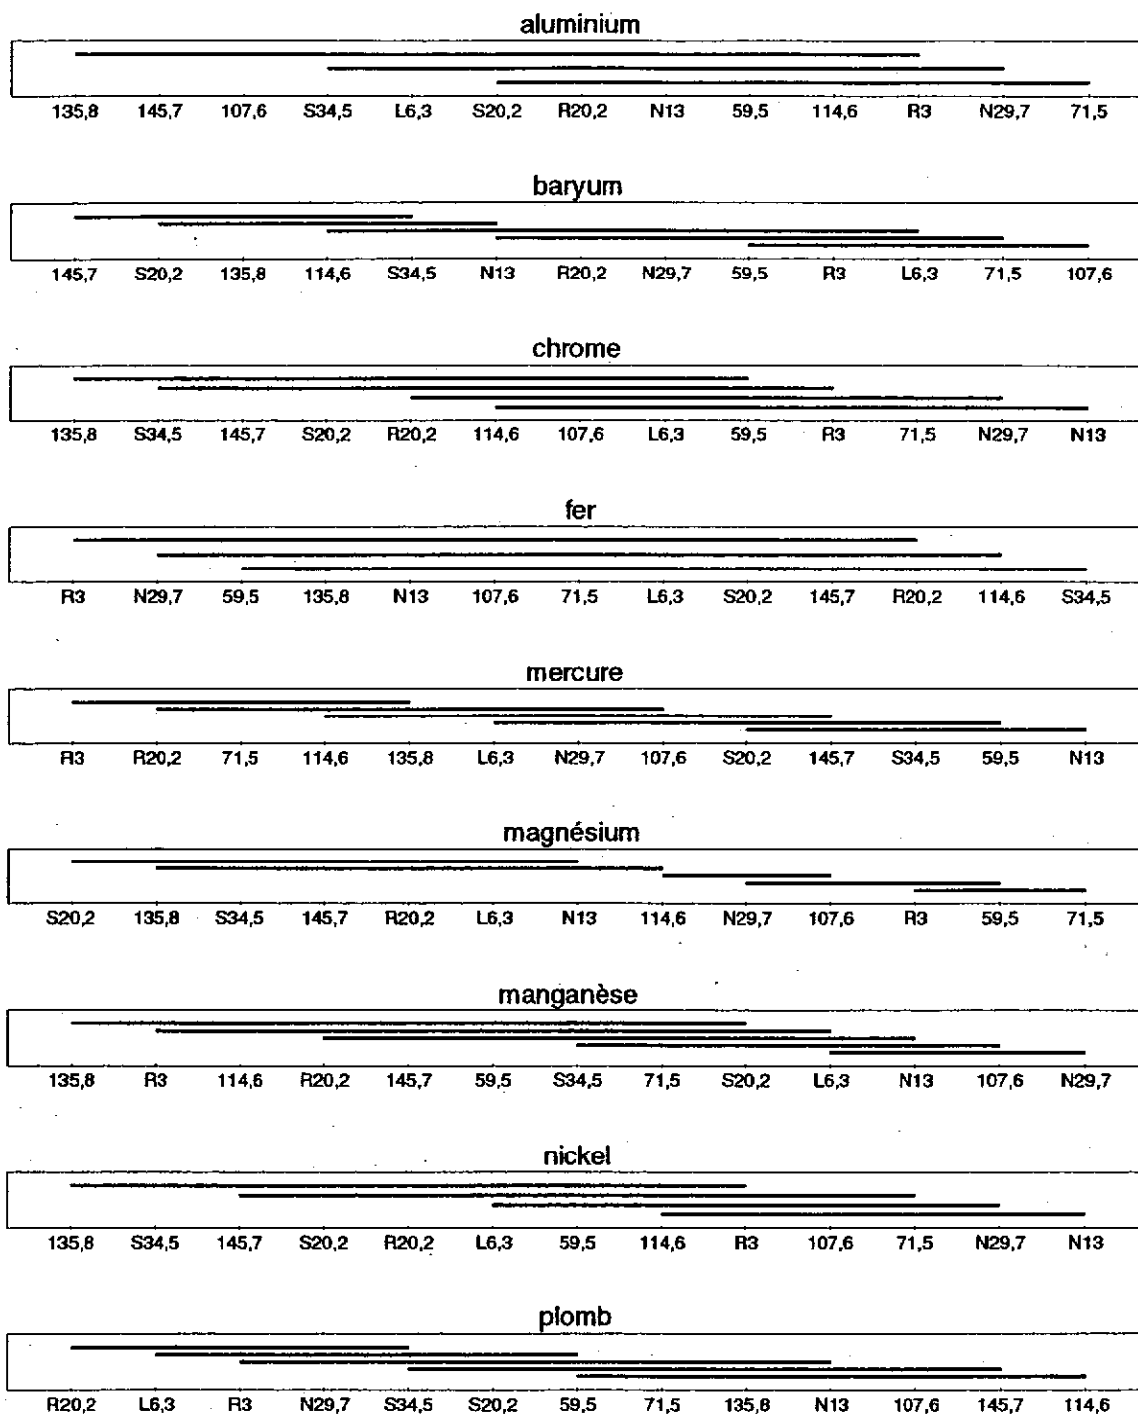 aluminium
135,8 145,7 107,6 S34,5 L6,3 S20,2 R20,2 N13 59,5 114,6 R3 N29,7 71,5
baryum
145,7 S20,2 135,8 114,6 S34,5 N13 R20,2 N29,7 59,5 R3 L6,3 71,5 107,6
chrome
135,8 S34,5 145,7 S20,2 R20,2 114,6 107,6 L6,3 59,5 R3 71,5 N29,7 N13
fer
R3 N29,7 59,5 135,8 N13 107,6 71,5 L6,3 S20,2 145,7 R20,2 114,6 S34,5
mercure
R3 R20,2 71,5 114,6 135,8 L6,3 N29,7 107,6 S20,2 145,7 S34,5 59,5 N13
magnésium
S20,2 135,8 S34,5 145,7 R20,2 L6,3 N13 114,6 N29,7 107,6 R3 59,5 71,5
manganèse
135,8 R3 114,6 R20,2 145,7 59,5 S34,5 71,5 S20,2 L6,3 N13 107,6 N29,7
nickel
135,8 S34,5 145,7 S20,2 R20,2 L6,3 59,5 114,6 R3 107,6 71,5 N29,7 N13
plomb
R20,2 L6,3 R3 N29,7 S34,5 S20,2 59,5 71,5 135,8 N13 107,6 145,7 114,6